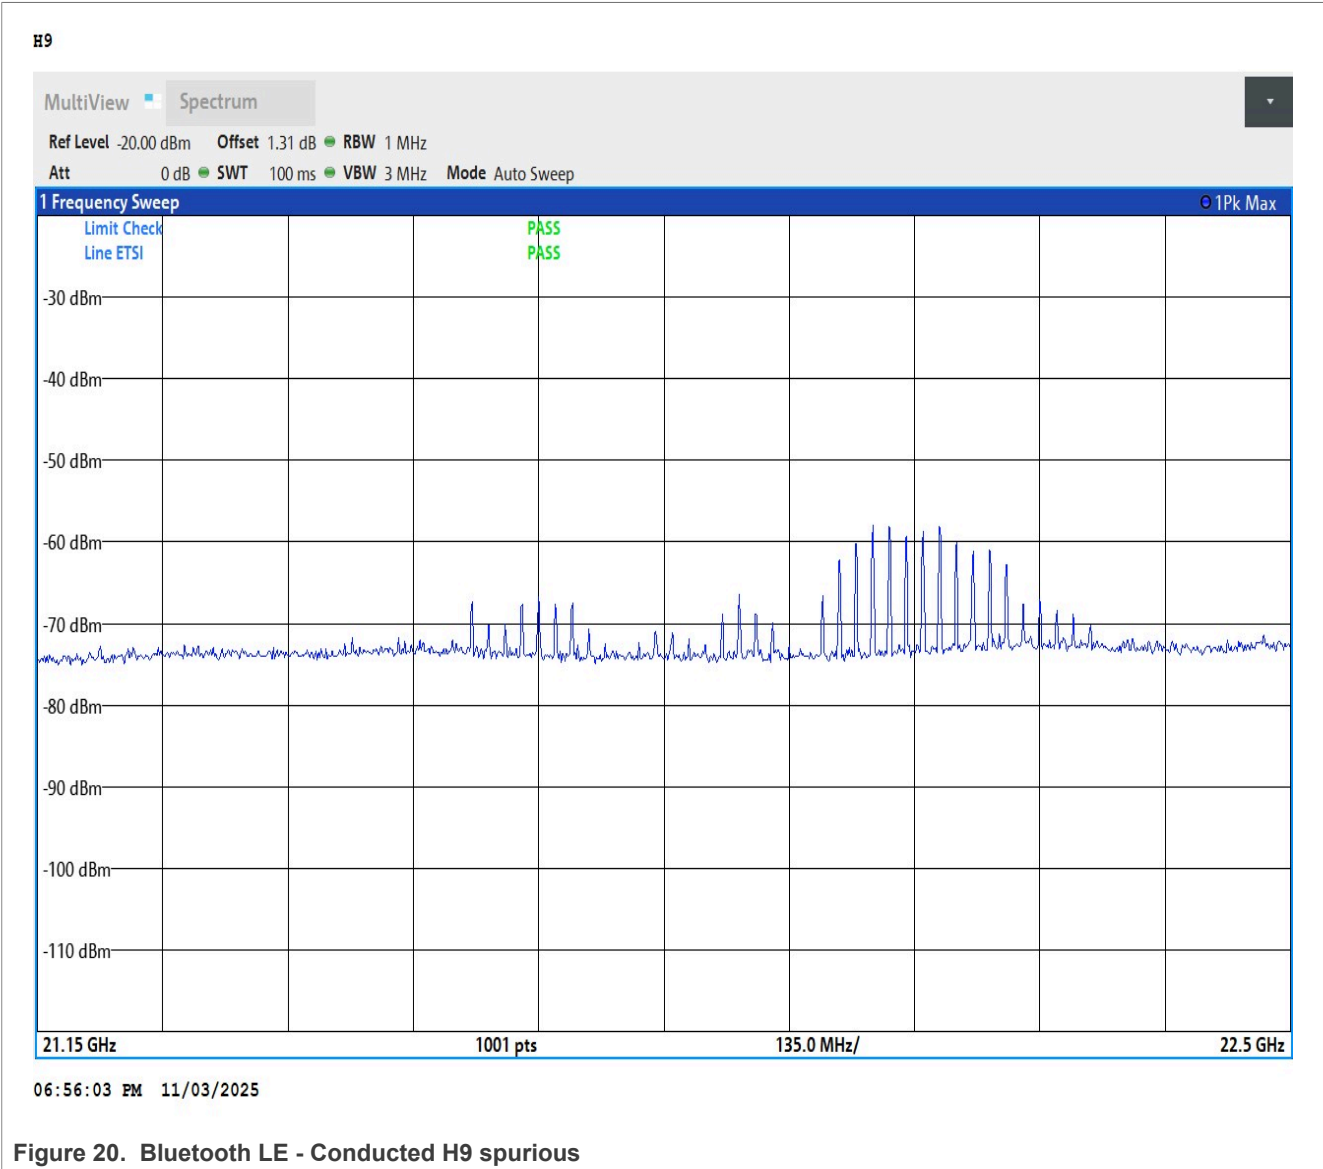 H9
MultiView Spectrum
Ref Level -20.00 dBm Offset 1.31 dB RBW 1 MHz
Att 0 dB SWT 100 ms VBW 3 MHz Mode Auto Sweep
1 Frequency Sweep 1Pk Max
Limit Check PASS
Line ETSI PASS
-30 dBm
-40 dBm
-50 dBm
-60 dBm
-70 dBm
-80 dBm
-90 dBm
-100 dBm
-110 dBm
21.15 GHz 1001 pts 135.0 MHz/ 22.5 GHz
06:56:03 PM 11/03/2025
Figure 20. Bluetooth LE - Conducted H9 spurious